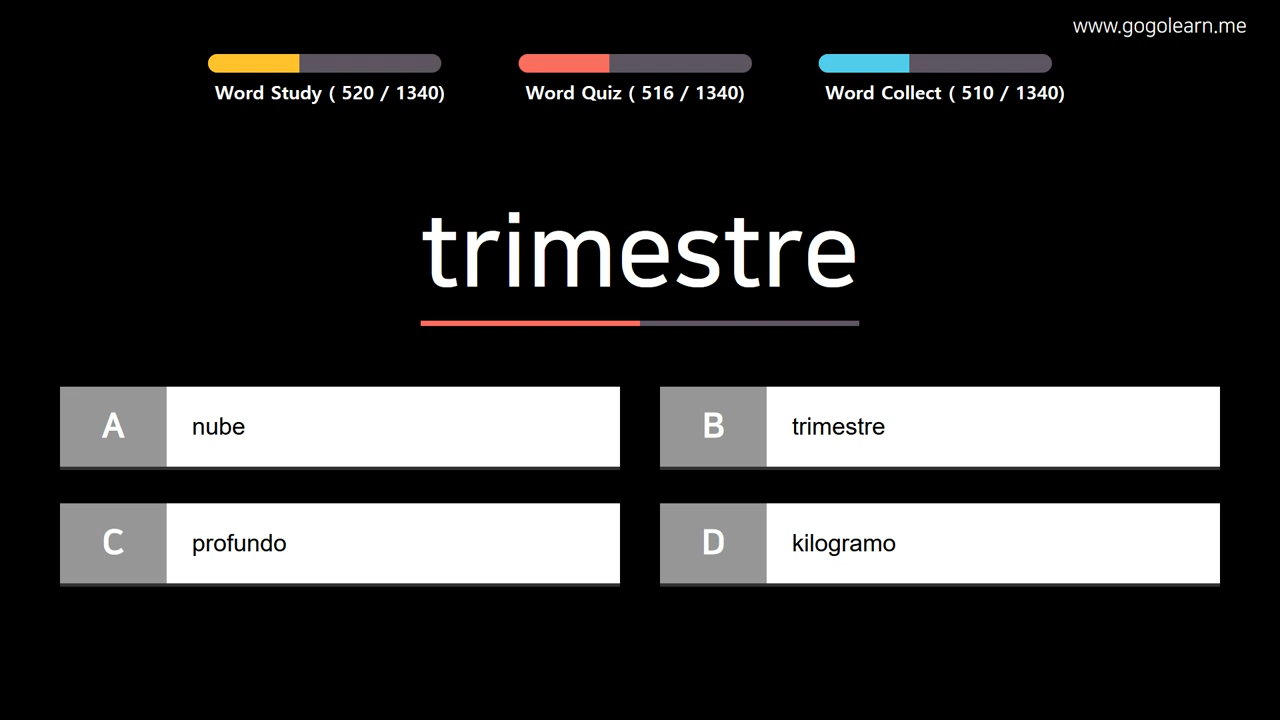 www.gogolearn.me
Word Study ( 520 / 1340)
Word Quiz ( 516 / 1340)
Word Collect ( 510 / 1340)
trimestre
A nube
B trimestre
C profundo
D kilogramo